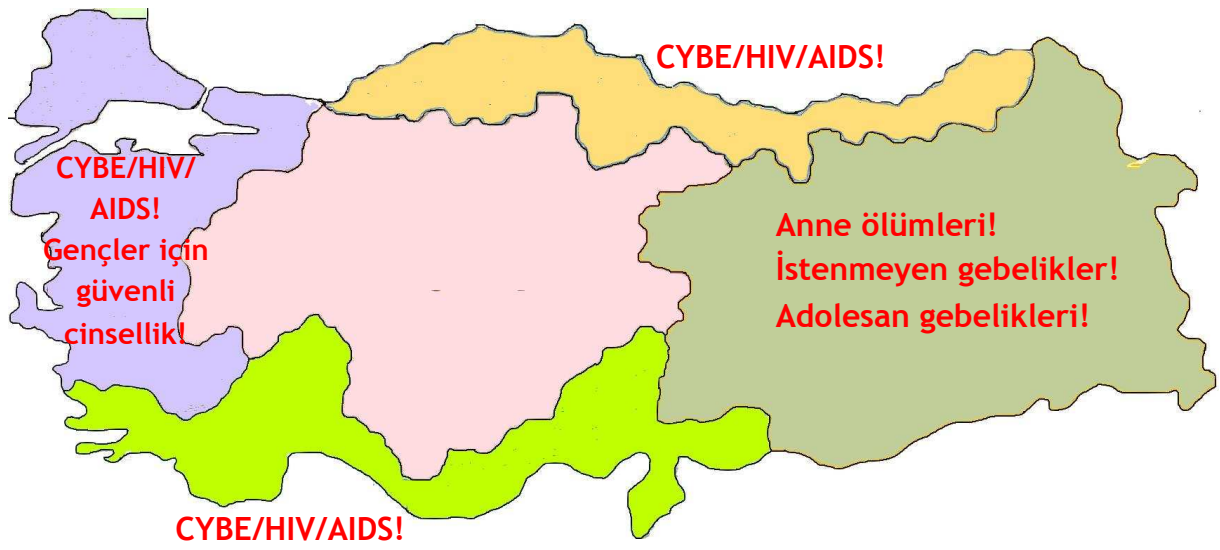 CYBE/HIV/AIDS!
CYBE/HIV/
AIDS!
Gençler için
güvenli
cinsellik!
Anne ölümleri!
İstenmeyen gebelikler!
Adolesan gebelikleri!
CYBE/HIV/AIDS!